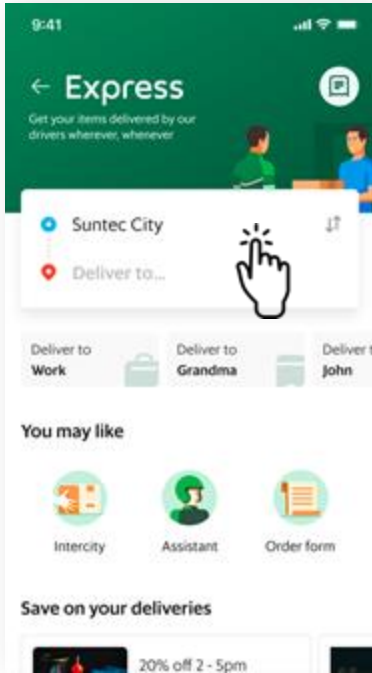 9:41
Express
Get your items delivered by our
drivers wherever, whenever
Suntec City
Deliver to...
Deliver to
Work
Deliver to
Grandma
Deliver t
John
You may like
Intercity
Assistant
Order form
Save on your deliveries
20% off 2 - 5pm